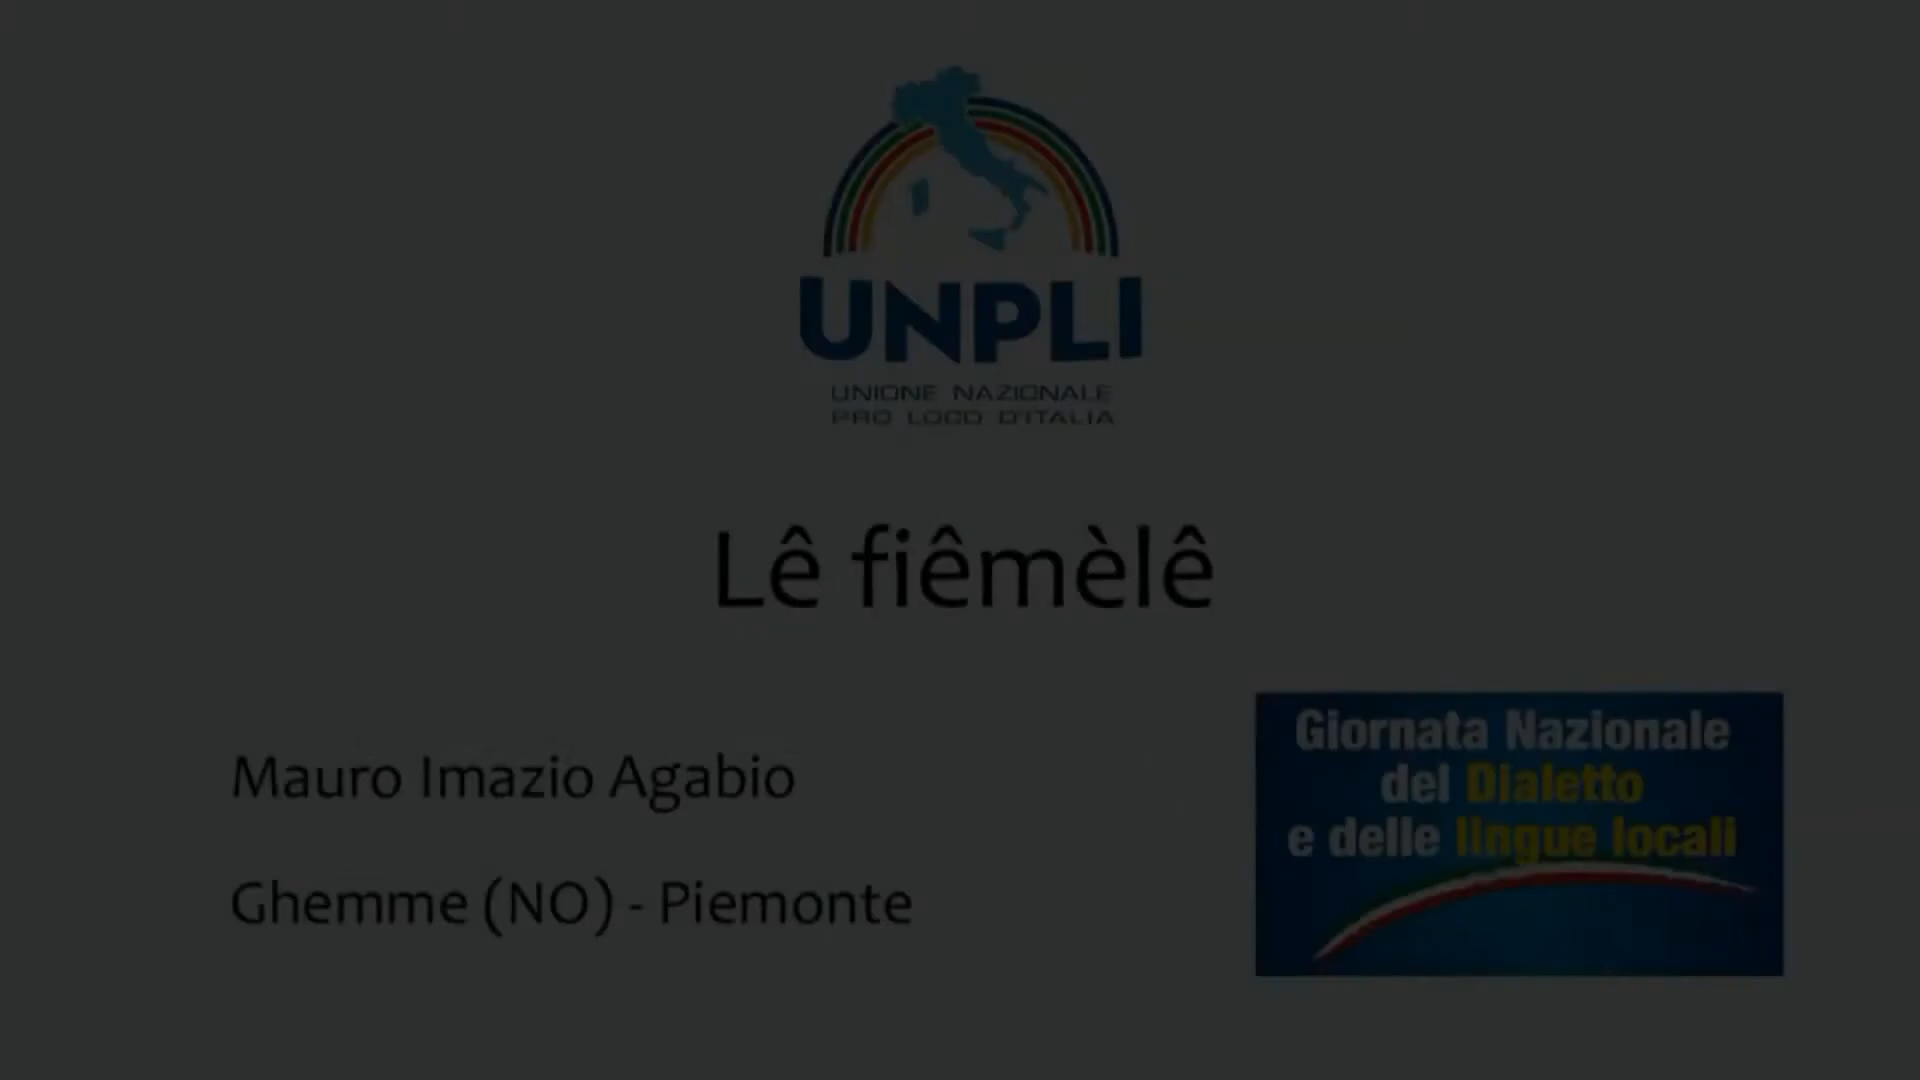 UNPLI
UNIONE NAZIONALE
PRO LOCO D'ITALIA
Lê fiêmèlê
Mauro Imazio Agabio
Ghemme (NO) - Piemonte
Giornata Nazionale
del Dialetto
e delle lingue locali